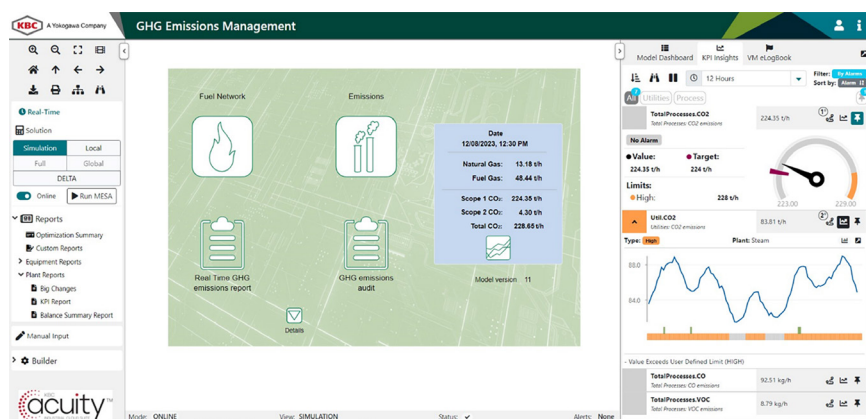 KBC A Yokogawa Company
GHG Emissions Management
Real-Time
Solution
Simulation Local
Full Global
DELTA
Online Run MESA
Reports
Optimization Summary
Custom Reports
Equipment Reports
Plant Reports
Big Changes
KPI Report
Balance Summary Report
Manual Input
Builder
KBC
acuity™
Fuel Network
Emissions
Real Time GHG
emissions report
GHG emissions
audit
Details
Date
12/08/2023, 12:30 PM
Natural Gas: 13.18 t/h
Fuel Gas: 48.44 t/h
Scope 1 CO₂: 224.35 t/h
Scope 2 CO₂: 4.30 t/h
Total CO₂: 228.65 t/h
Model version 11
Mode: ONLINE View: SIMULATION Status: Alerts: None
Model Dashboard KPI Insights VM eLogBook
12 Hours
Filter: By Alarms
Sort by: Alarm
All Utilities Process
TotalProcesses.CO2
Total Processes: CO2 emissions
224.35 t/h
No Alarm
Value: Target:
224.35 t/h 224 t/h
Limits:
High: 228 t/h
223.00 229.00
Util.CO2
Utilities: CO2 emissions
83.81 t/h
Type: High Plant: Steam
88.0
84.0
- Value Exceeds User Defined Limit (HIGH)
TotalProcesses.CO
Total Processes: CO emissions
92.51 kg/h
TotalProcesses.VOC
Total Processes: VOC emissions
8.79 kg/h